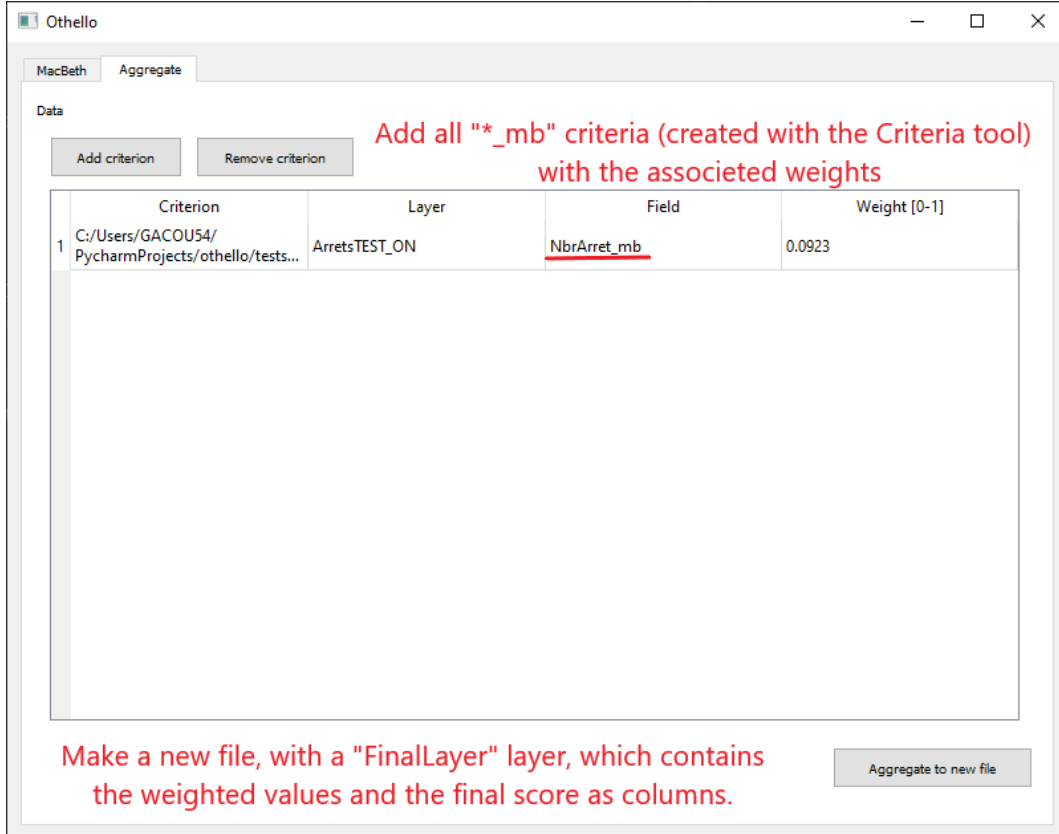 Othello
MacBeth Aggregate
Data
Add all "*_mb" criteria (created with the Criteria tool)
with the associeted weights
Add criterion Remove criterion
Criterion Layer Field Weight [0-1]
1 C:/Users/GACOU54/
PycharmProjects/othello/tests... ArretsTEST_ON NbrArret_mb 0.0923
Make a new file, with a "FinalLayer" layer, which contains
the weighted values and the final score as columns.
Aggregate to new file